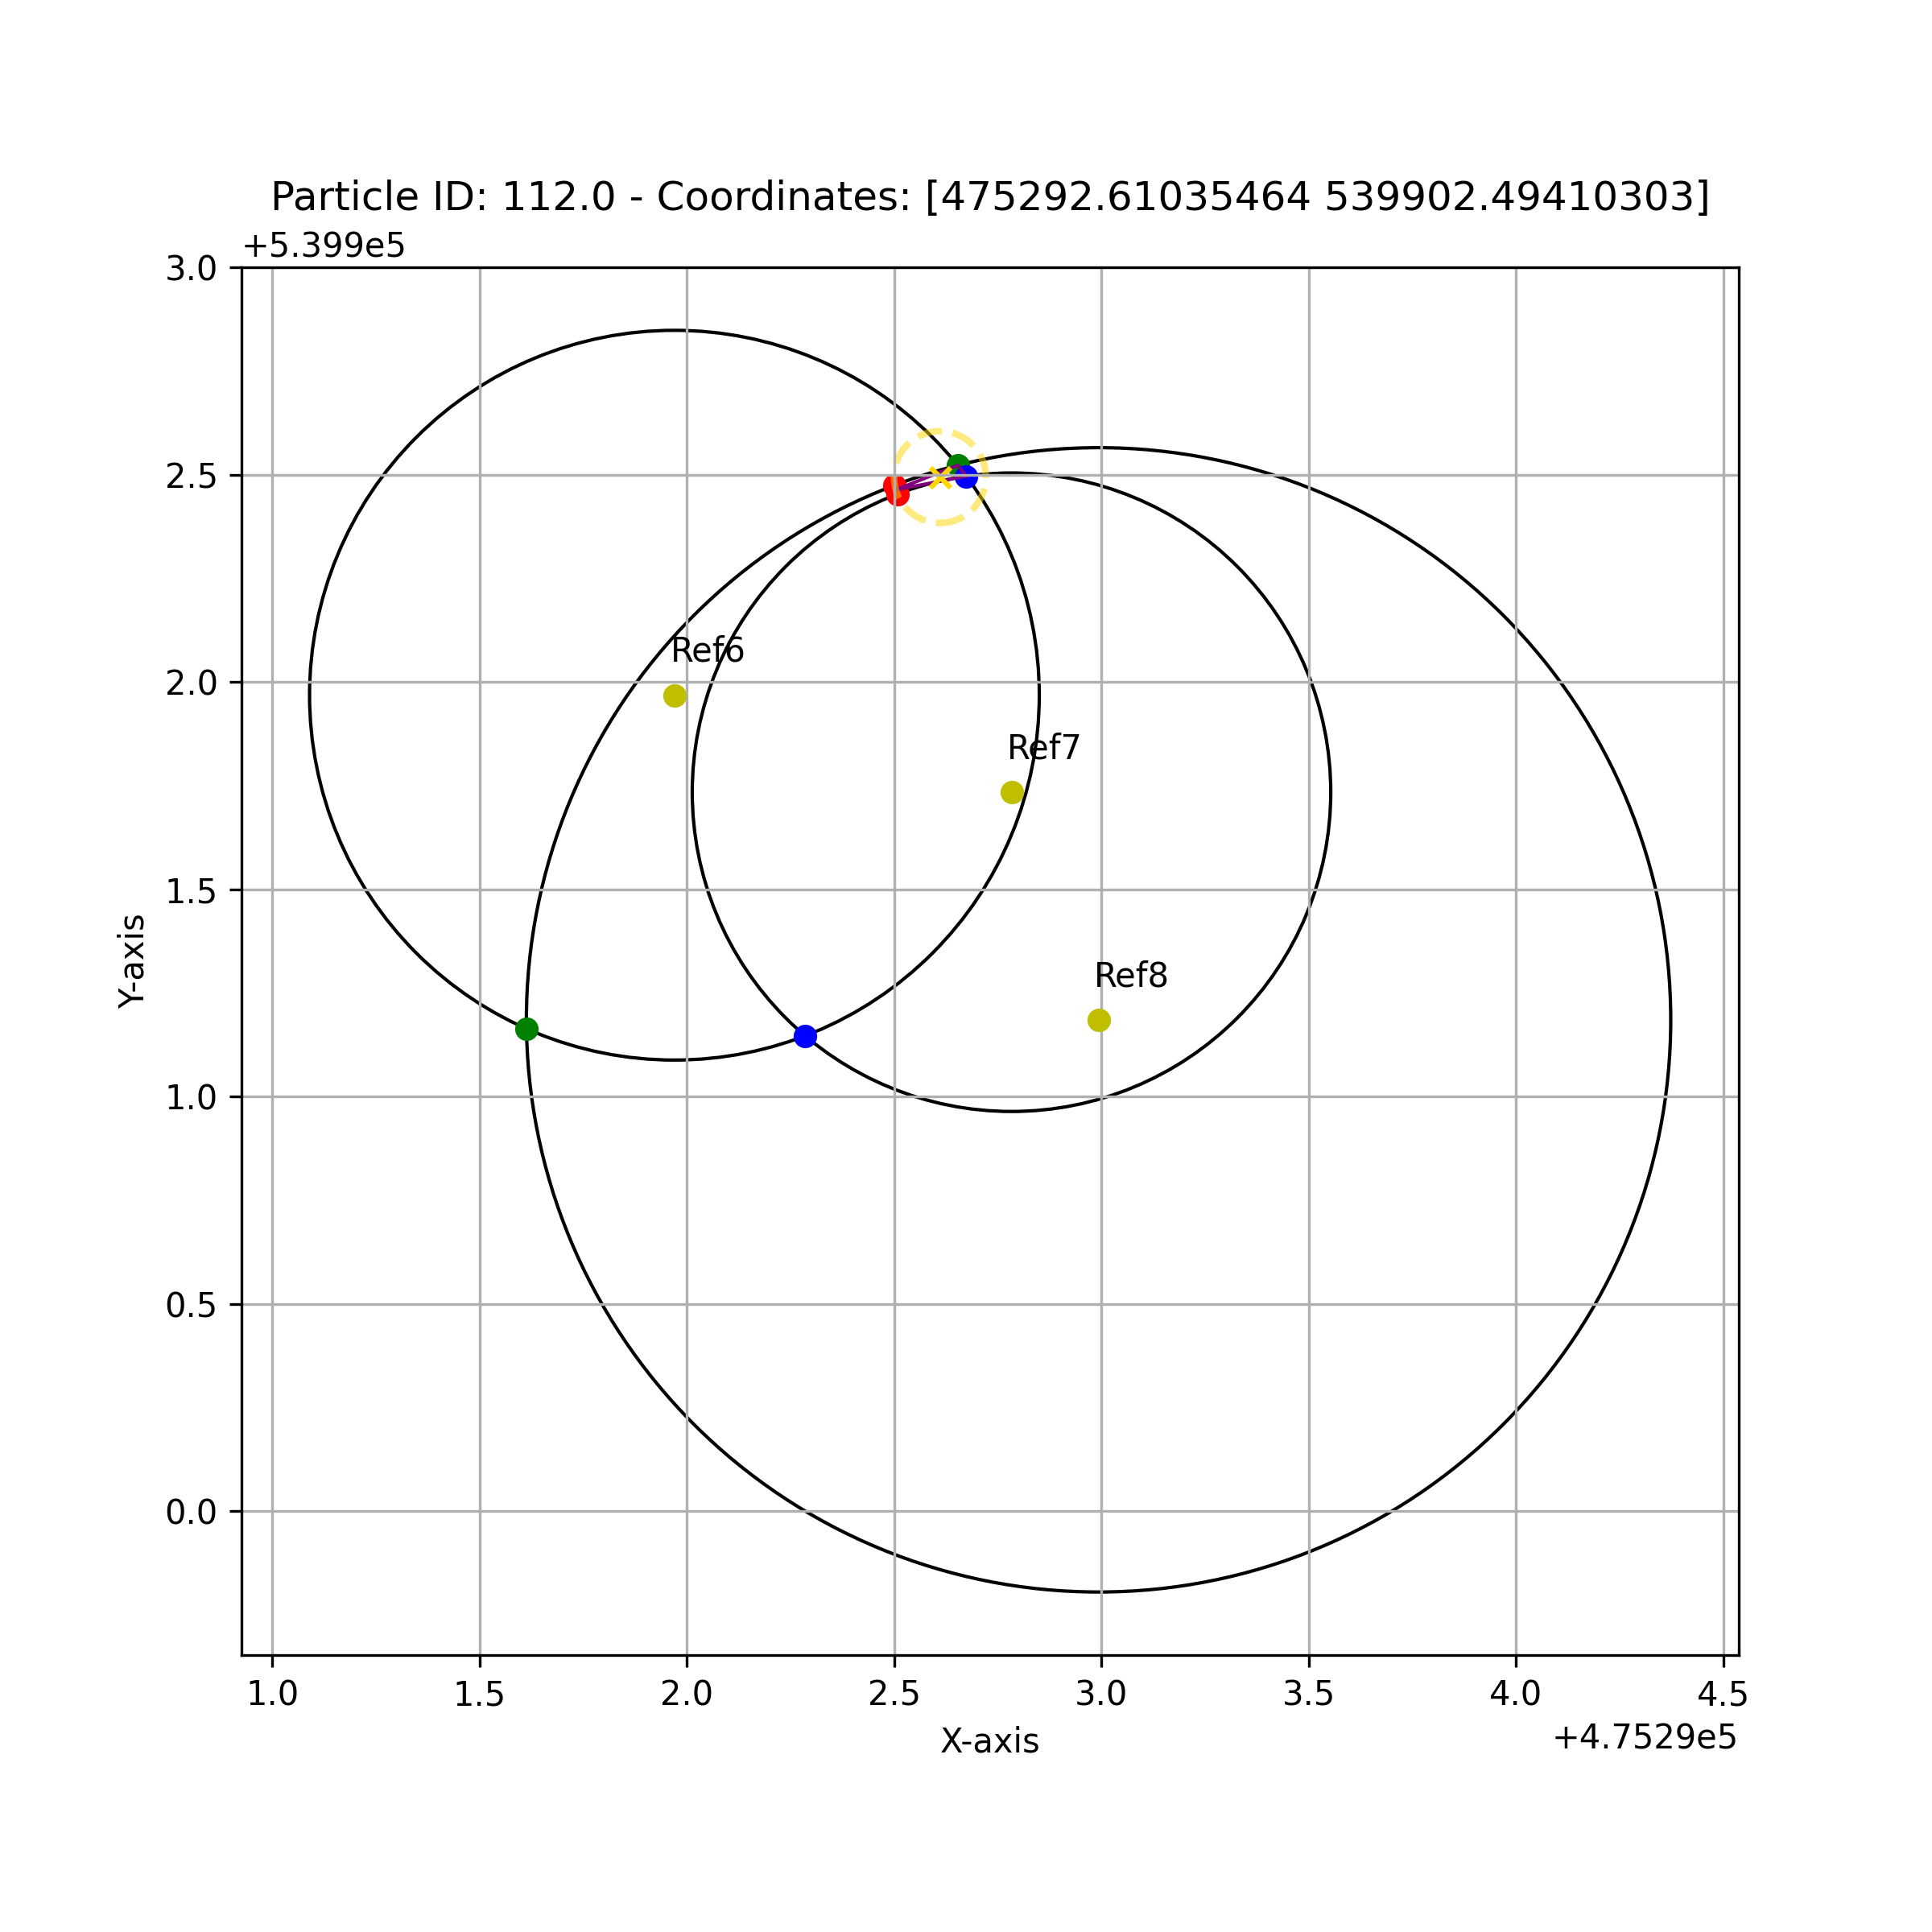 Particle ID: 112.0 - Coordinates: [475292.61035464 539902.49410303]
+5.399e5
3.0
2.5
2.0
1.5
1.0
0.5
0.0
Y-axis
Ref6
Ref7
Ref8
1.0 1.5 2.0 2.5 3.0 3.5 4.0 4.5
X-axis
+4.7529e5